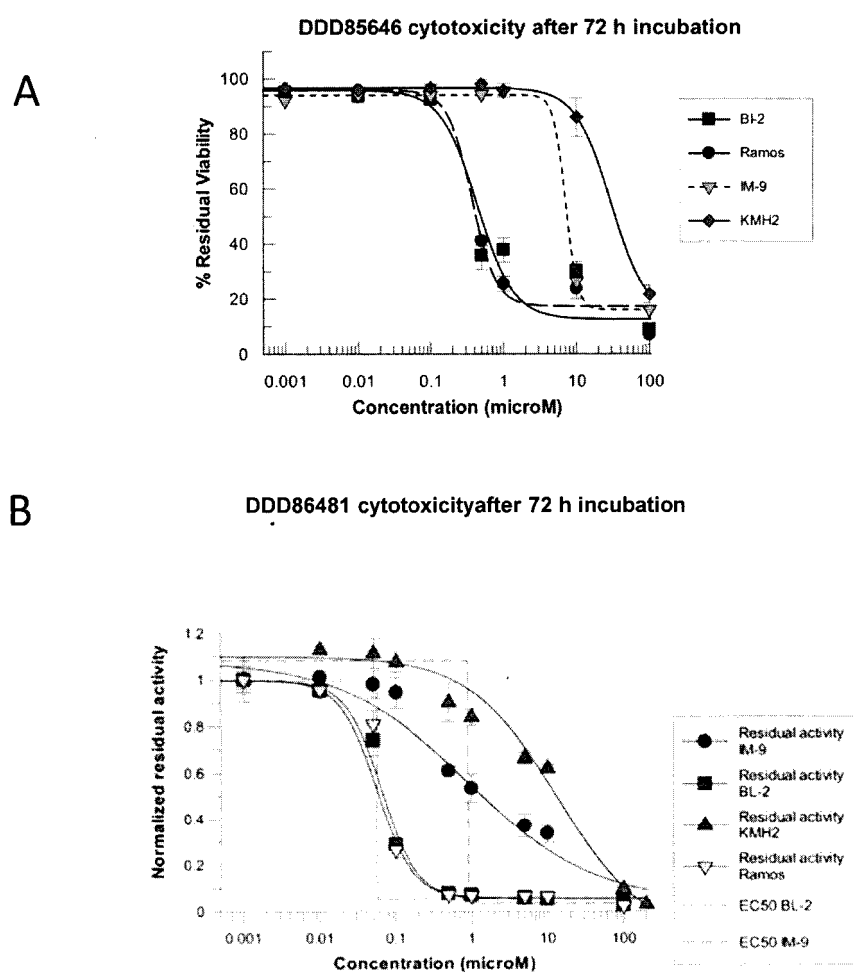 DDD85646 cytotoxicity after 72 h incubation
A
100
80
60
40
20
0
% Residual Viability
0.001 0.01 0.1 1 10 100
Concentration (microM)
Bl-2
Ramos
IM-9
KMH2
B
DDD86481 cytotoxicityafter 72 h incubation
1.2
1
0.8
0.6
0.4
0.2
0
Normalized residual activity
0.001 0.01 0.1 1 10 100
Concentration (microM)
Residual activity
IM-9
Residual activity
BL-2
Residual activity
KMH2
Residual activity
Ramos
EC50 BL-2
EC50 IM-9